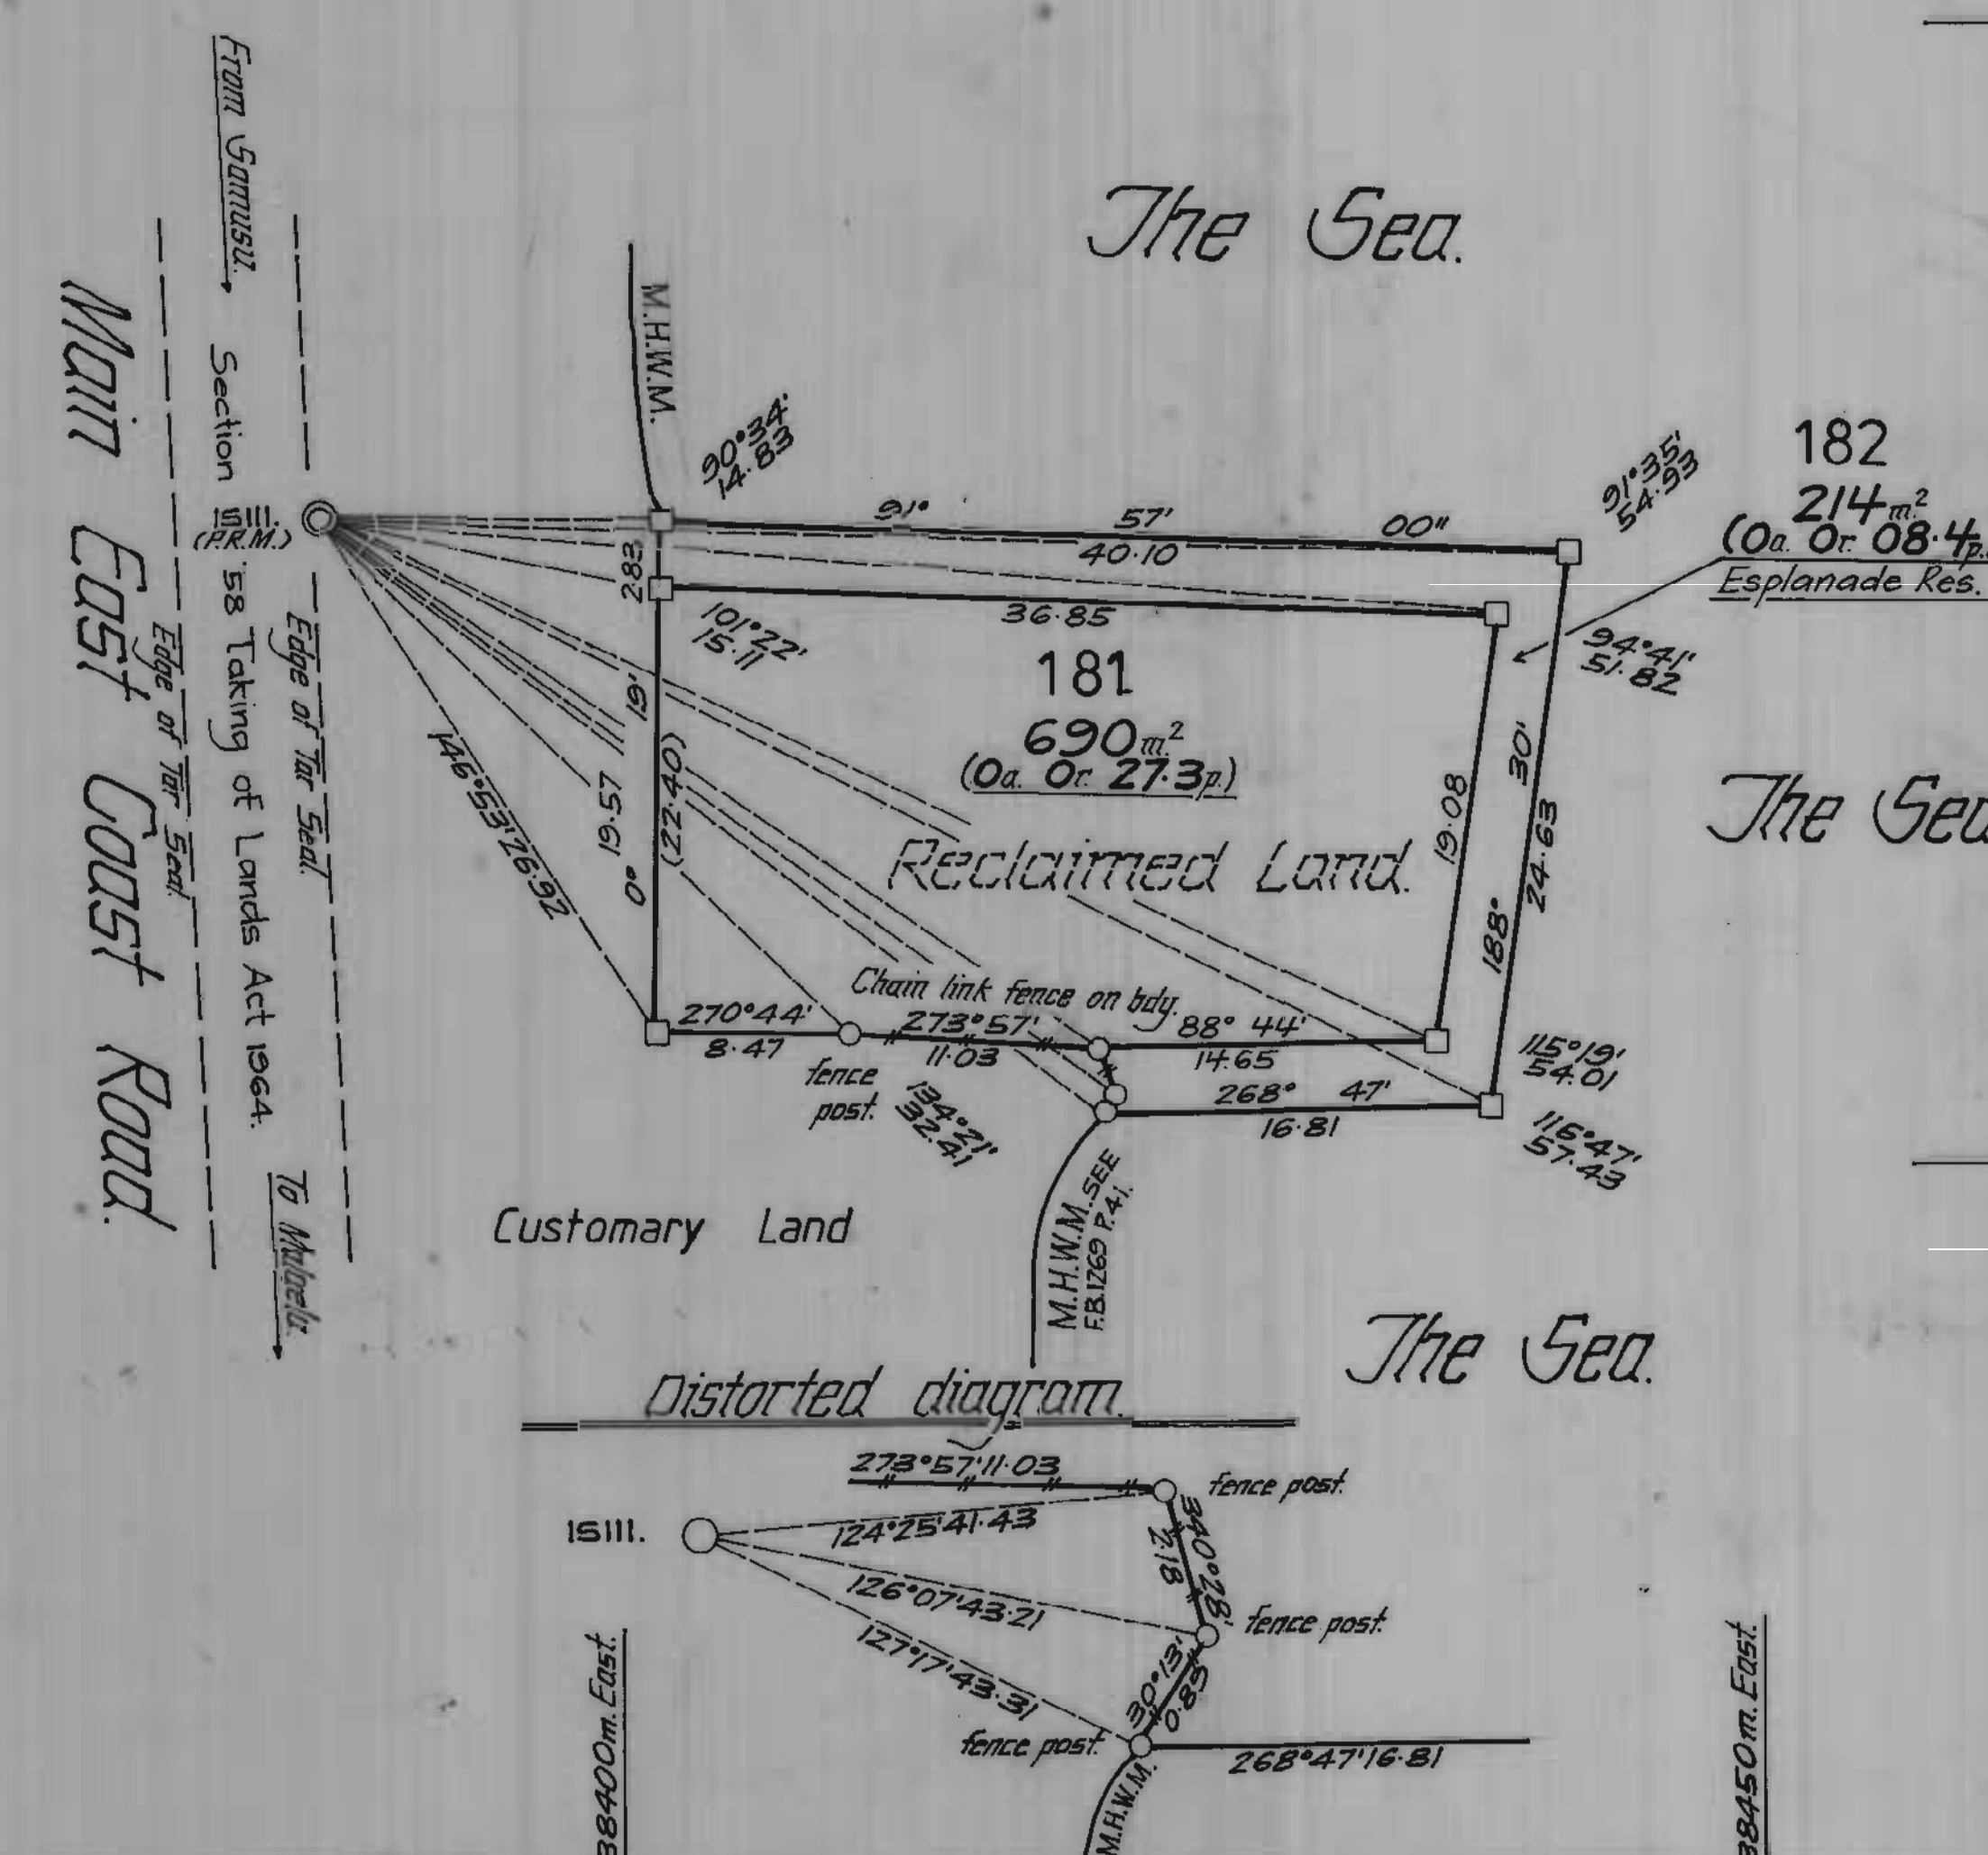 From Samusu.
Main East Coast Road.
Section '58 Taking of Lands Act 1964.
Edge of Tar Seal.
Edge of Tar Seal.
To Malaela.
15111.
(P.R.M.)
The Sea.
M.H.W.M.
90°34'
14.83
91° 57' 00"
40.10
91°35'
54.93
182
214m²
(0a. 0r. 08.4p.
Esplanade Res.
2.83
36.85
101°22'
15.11
94°41'
51.82
181
690m²
(0a. 0r. 27.3p.)
Reclaimed Land.
The Sea
0° 19'
19.57
(22.40)
146°53'26.92
19.08
188° 30'
24.63
Chain link fence on bdy.
270°44'
8.47
273°57'
11.03
88° 44'
14.65
fence
post.
134°21'
32.41
268° 47'
16.81
115°19'
54.01
116°47'
57.43
M.H.W.M. SEE
F.B.1269 P.41.
Customary Land
The Sea.
Distorted diagram.
273°57'11.03
fence post.
15111.
124°25'41.43
340°28'
2.18
126°07'43.21
fence post.
127°17'43.31
30°13'
0.85
fence post.
268°47'16.81
M.H.W.M.
38400m. East.
38450m. East.